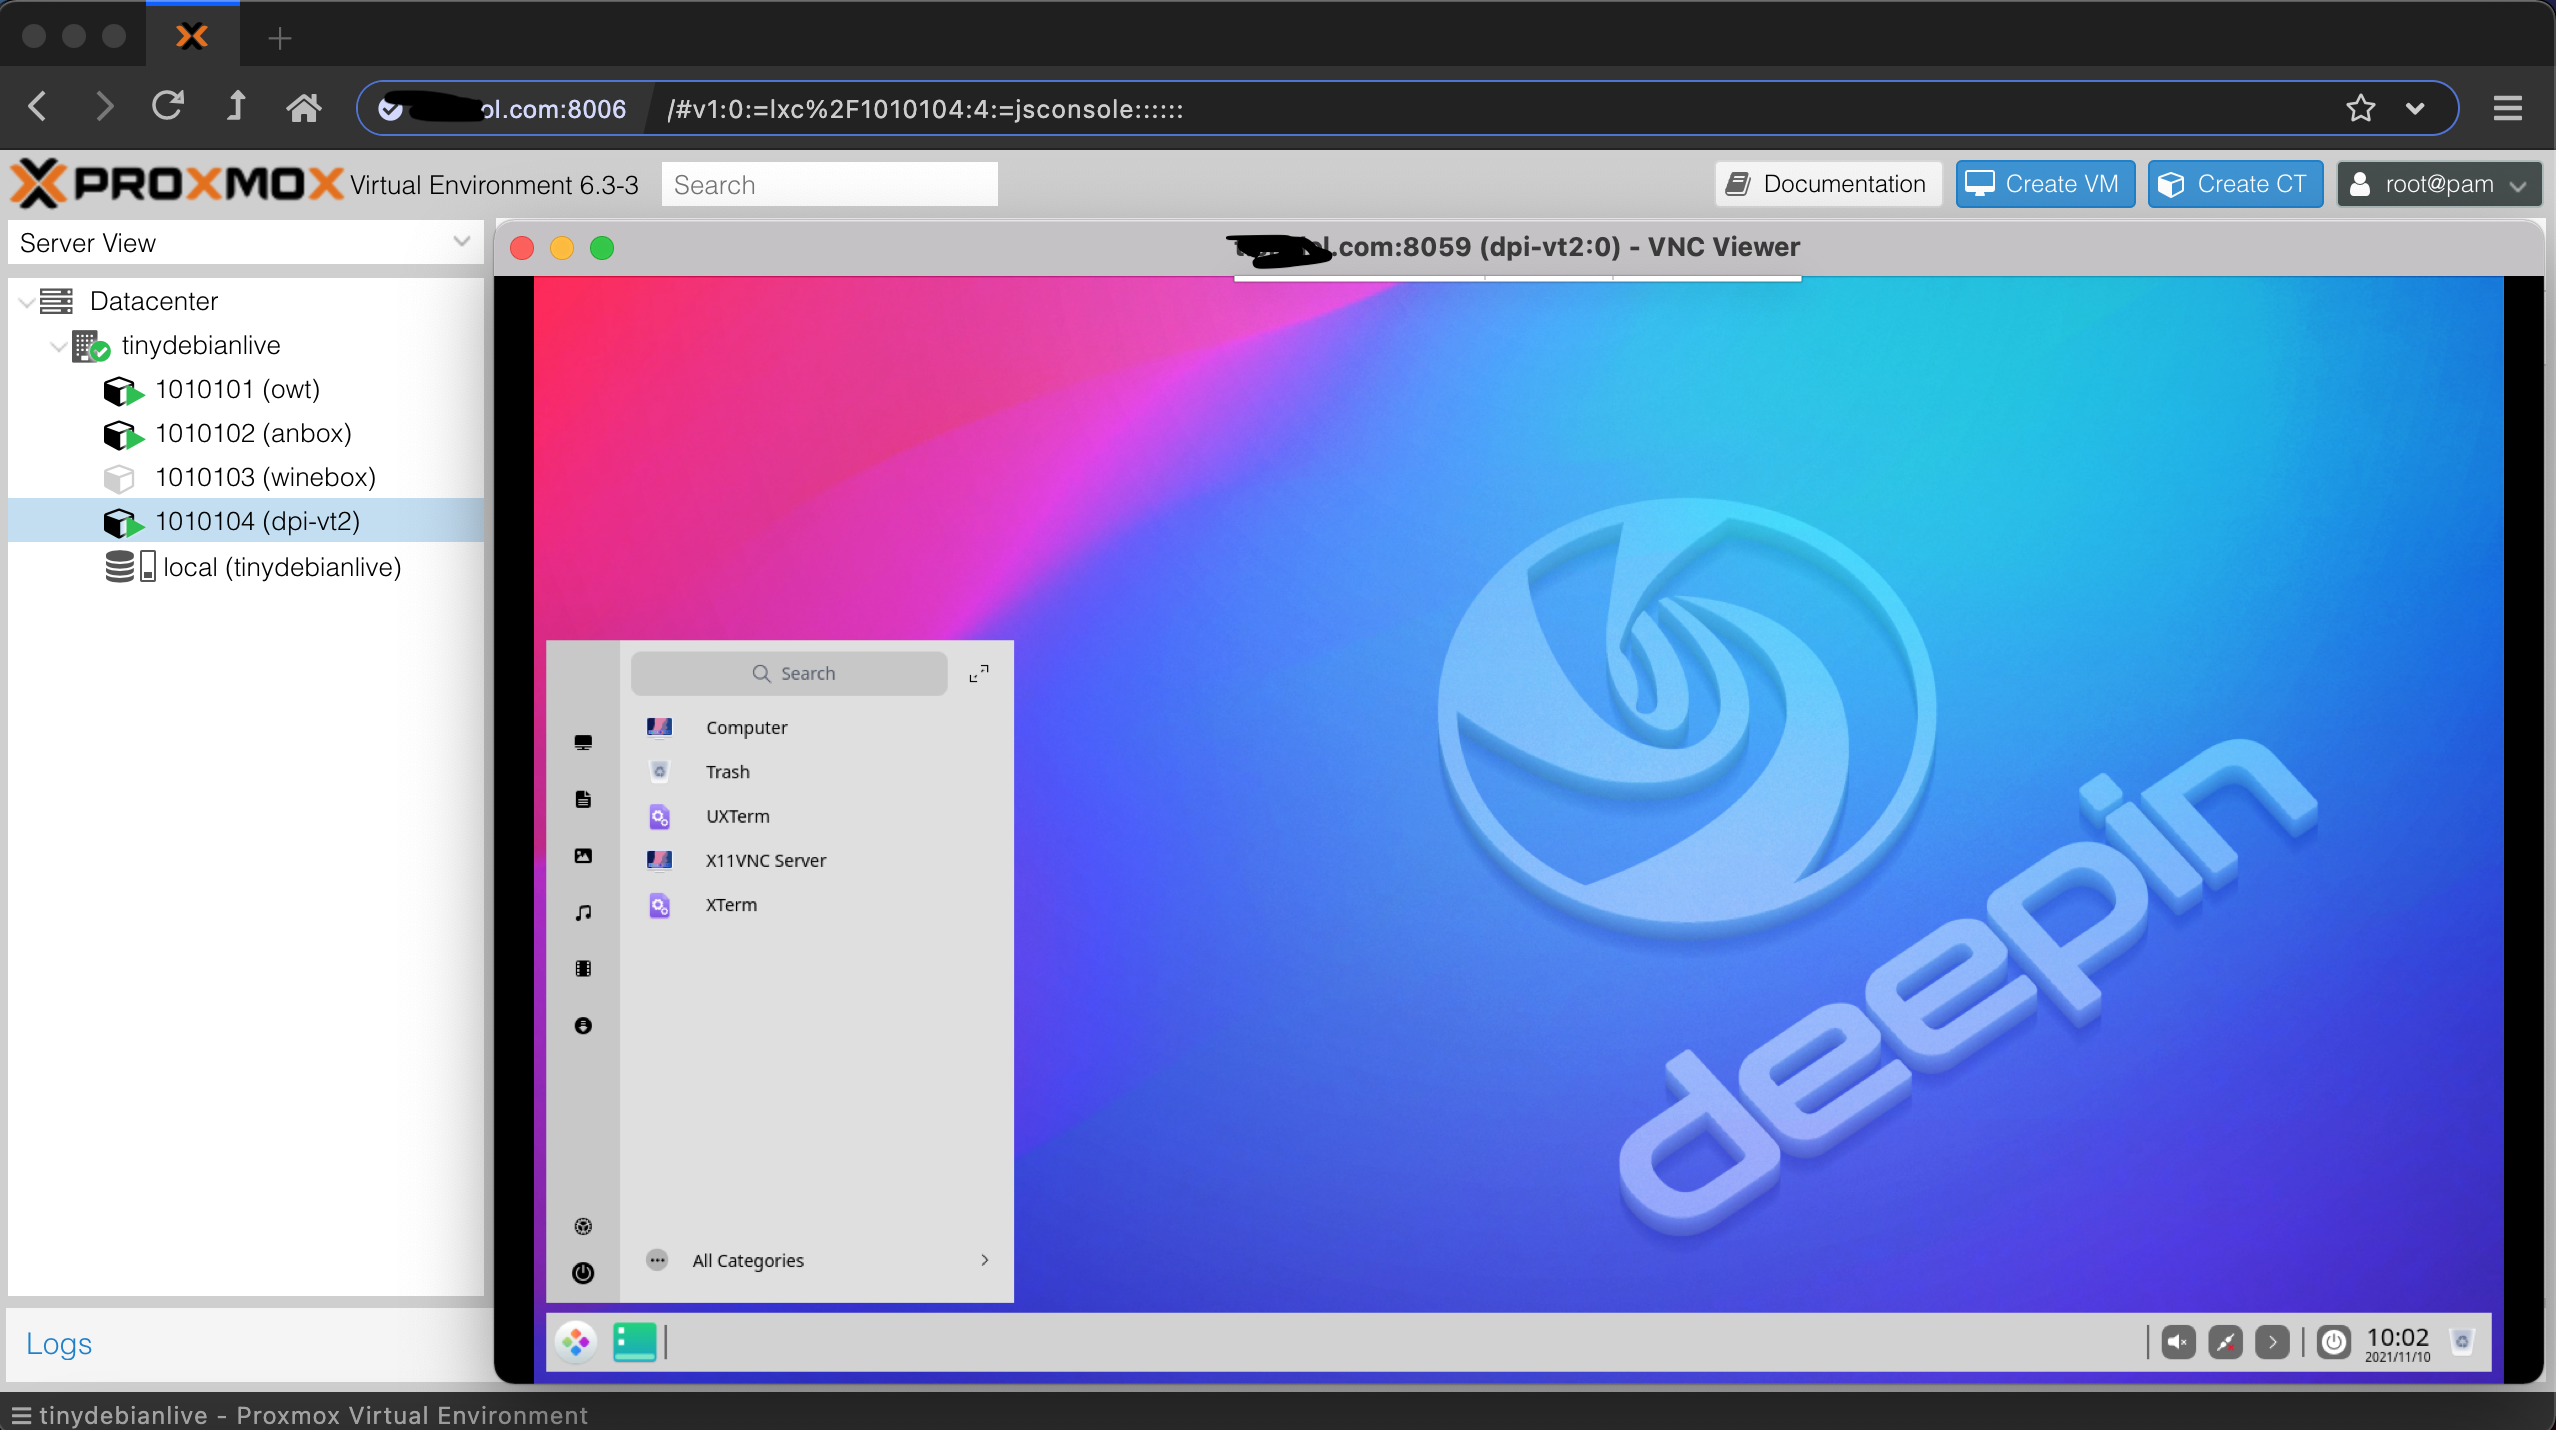 ol.com:8006 /#v1:0:=lxc%2F1010104:4:=jsconsole::::::
PROXMOX Virtual Environment 6.3-3 Search Documentation Create VM Create CT root@pam
Server View
.com:8059 (dpi-vt2:0) - VNC Viewer
Datacenter
tinydebianlive
1010101 (owt)
1010102 (anbox)
1010103 (winebox)
1010104 (dpi-vt2)
local (tinydebianlive)
Search
Computer
Trash
UXTerm
X11VNC Server
XTerm
All Categories
deepin
10:02
2021/11/10
Logs
tinydebianlive - Proxmox Virtual Environment